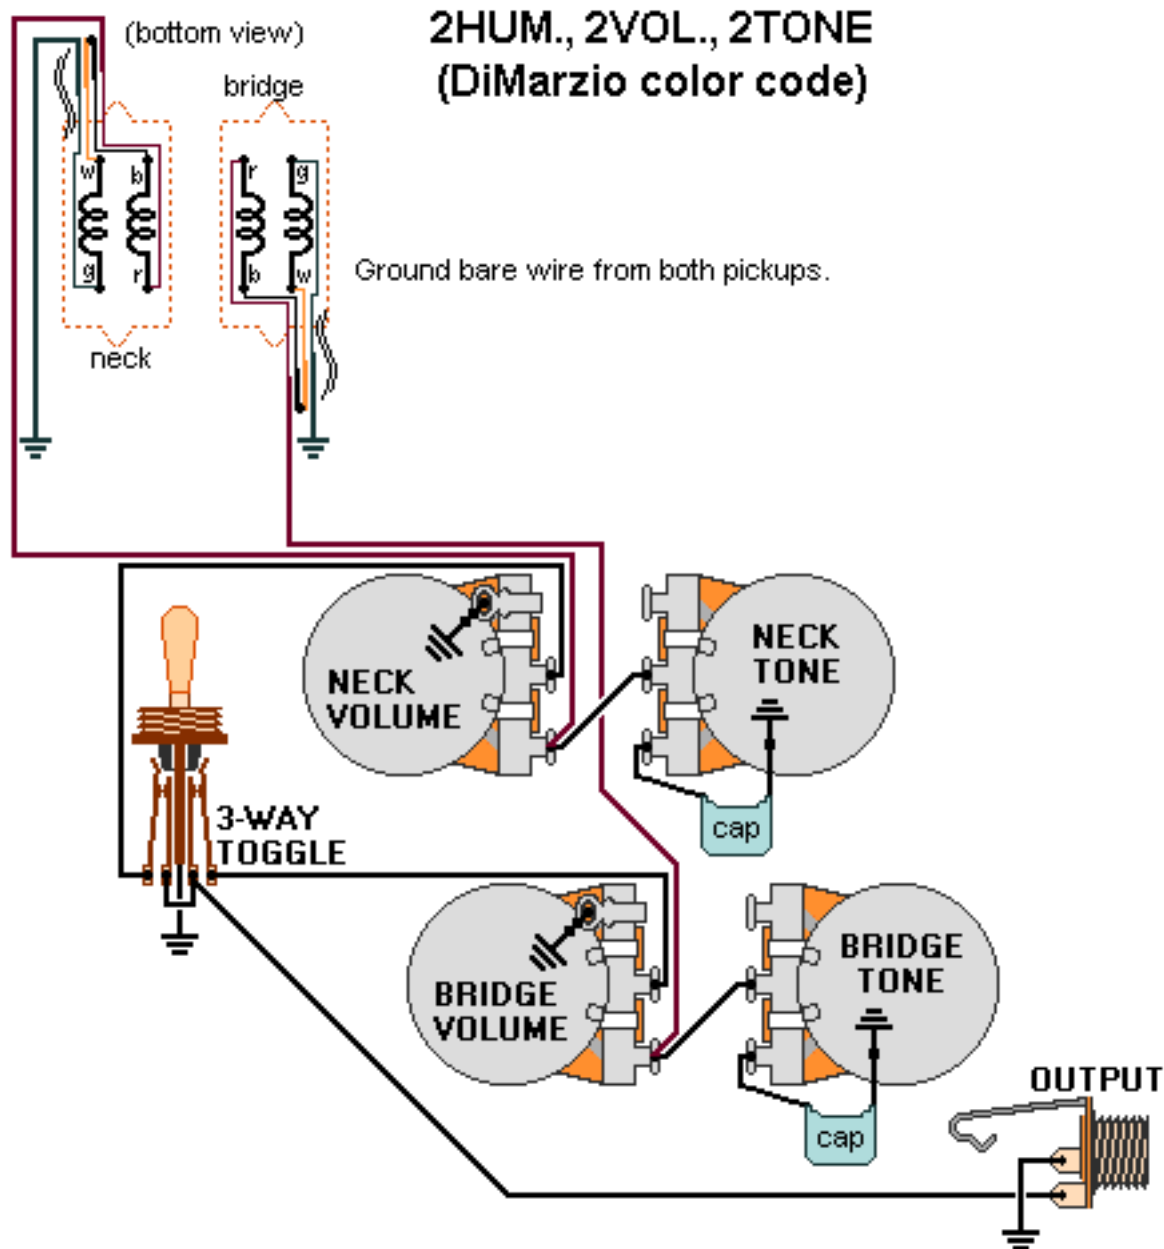 2HUM., 2VOL., 2TONE
(DiMarzio color code)
(bottom view)
bridge
w b
r g
g r
b w
Ground bare wire from both pickups.
neck
NECK
VOLUME
NECK
TONE
cap
3-WAY
TOGGLE
BRIDGE
VOLUME
BRIDGE
TONE
cap
OUTPUT